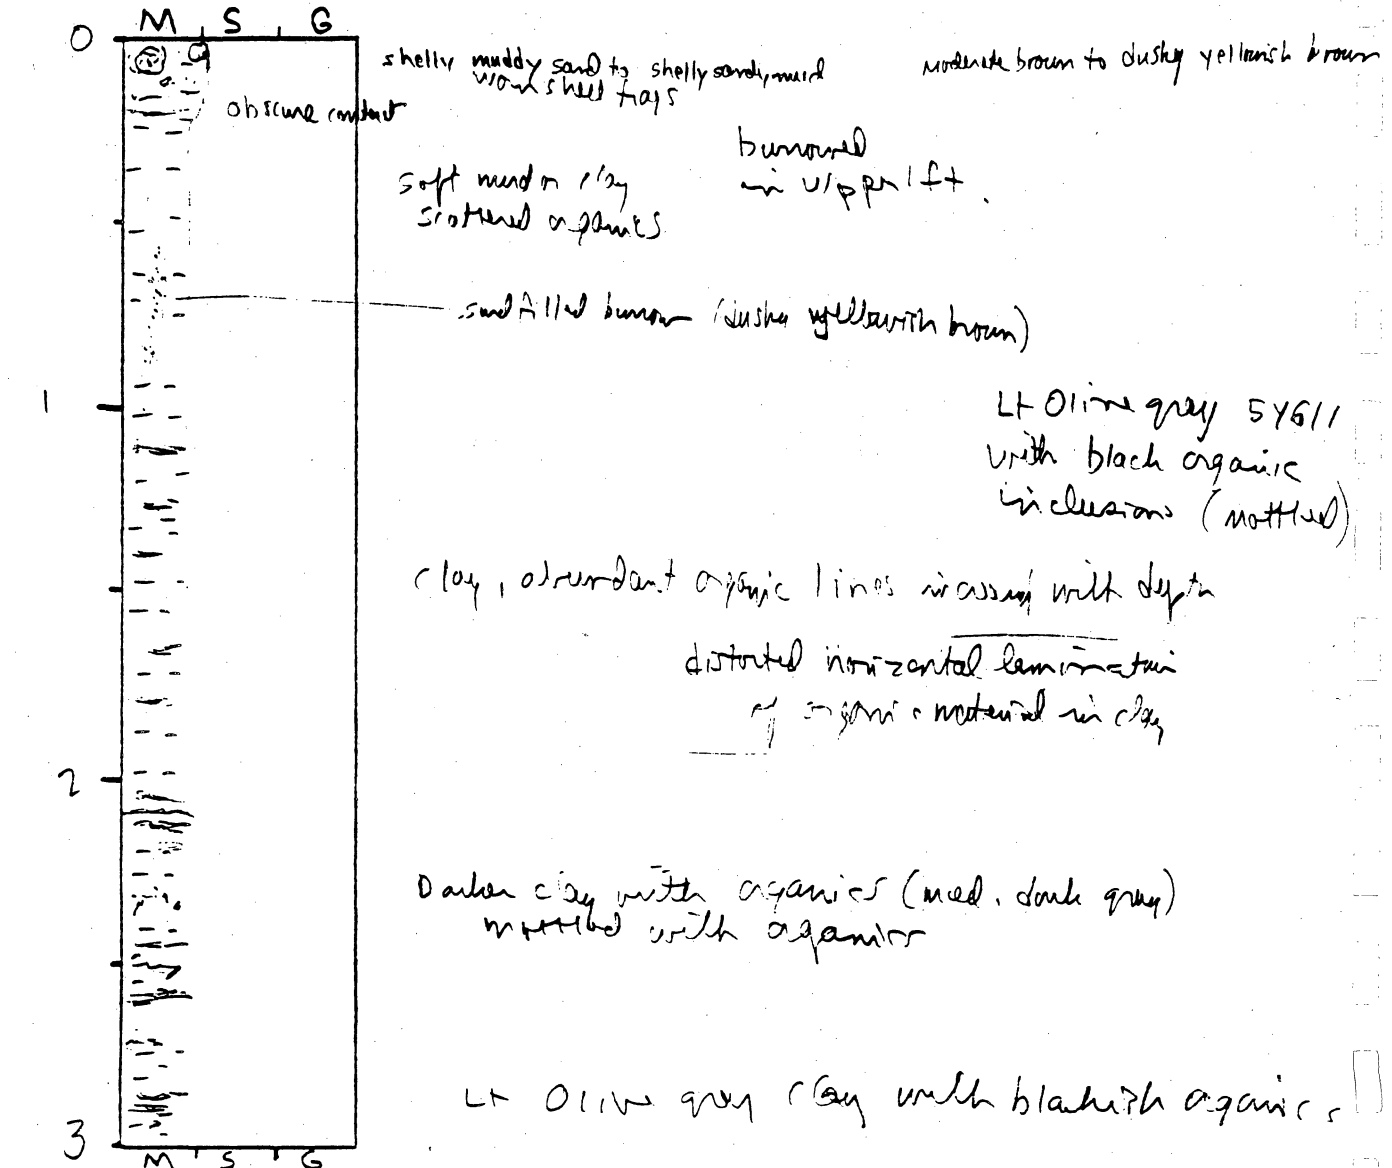 M S G
0
shelly muddy sand to shelly sandy mud
worn shell frags
moderate brown to dusky yellowish brown
obscure contact
burrowed
in upper 1 ft.
soft mud or clay
scattered organics
sand filled burrow (dusky yellowish brown)
1
Lt Olive gray 5Y6/1
with black organic
inclusions (mottled)
clay, abundant organic lines increasing with depth
distorted horizontal lamination
of organic material in clay
2
Darker clay with organics (med. dark gray)
mottled with organics
Lt Olive gray clay with blackish organics
3
M S G